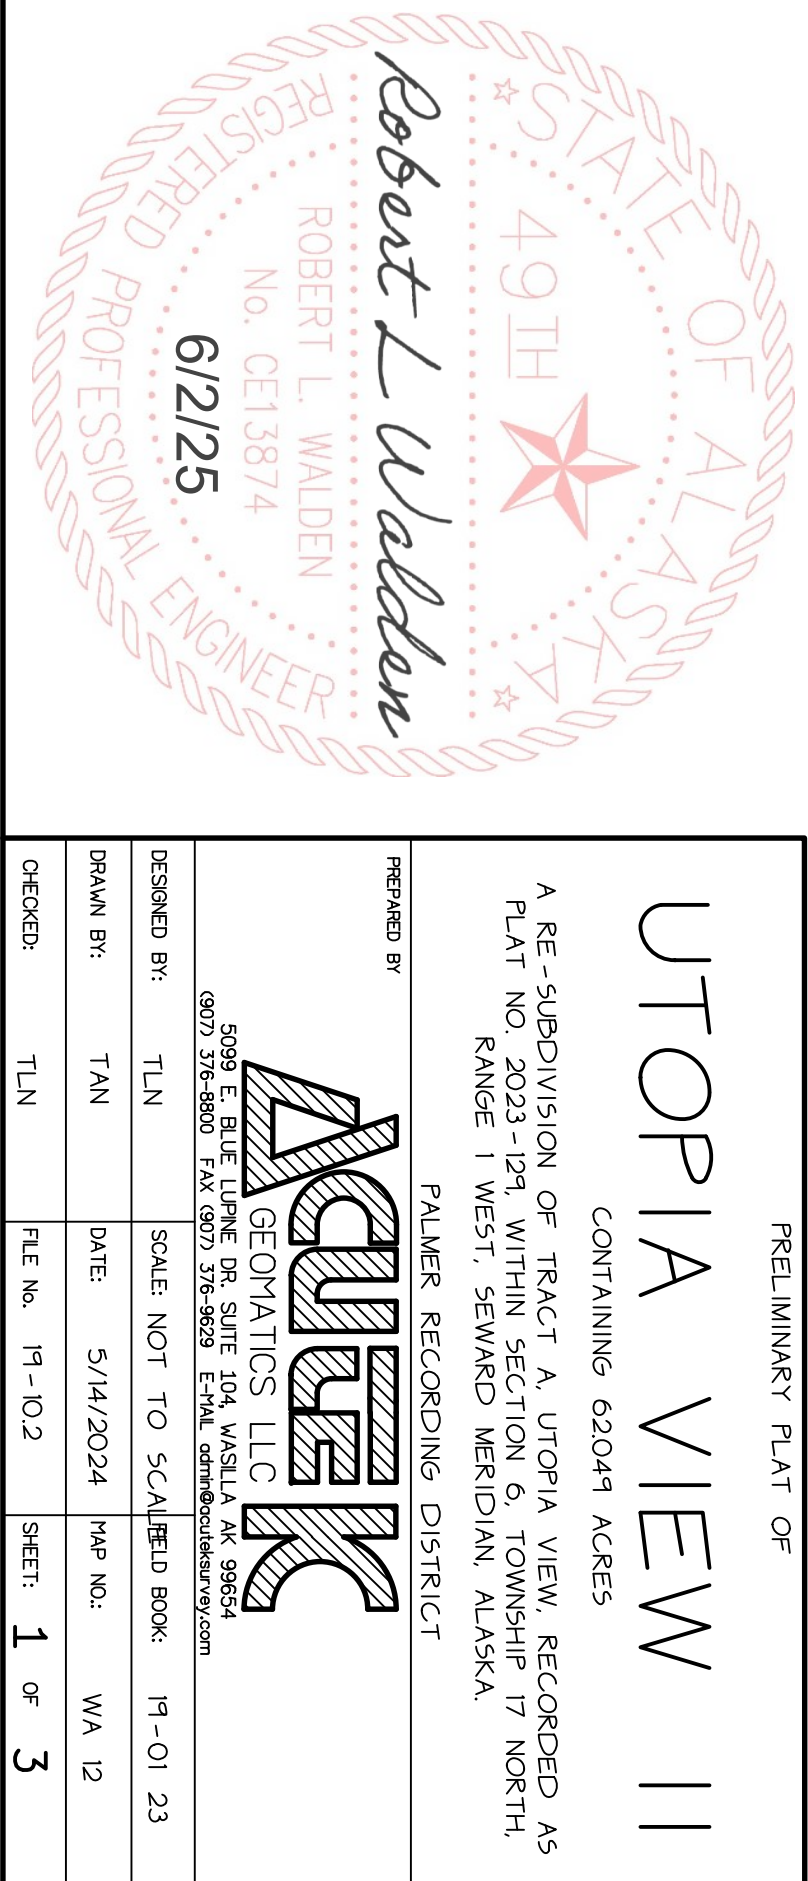 STATE OF ALASKA
49 TH
Robert L Walden
ROBERT L. WALDEN
No. CE13874
6/2/25
REGISTERED PROFESSIONAL ENGINEER
PRELIMINARY PLAT OF
UTOPIA VIEW II
CONTAINING 62.049 ACRES
A RE-SUBDIVISION OF TRACT A, UTOPIA VIEW, RECORDED AS
PLAT NO. 2023-129, WITHIN SECTION 6, TOWNSHIP 17 NORTH,
RANGE 1 WEST, SEWARD MERIDIAN, ALASKA.
PALMER RECORDING DISTRICT
PREPARED BY
ACUTEK
GEOMATICS LLC
5099 E. BLUE LUPINE DR. SUITE 104, WASILLA AK 99654
(907) 376-8800 FAX (907) 376-9629 E-MAIL admin@acuteksurvey.com
DESIGNED BY: TLN SCALE: NOT TO SCALE FIELD BOOK: 19-01 23
DRAWN BY: TAN DATE: 5/14/2024 MAP NO.: WA 12
CHECKED: TLN FILE No. 19-10.2 SHEET: 1 OF 3